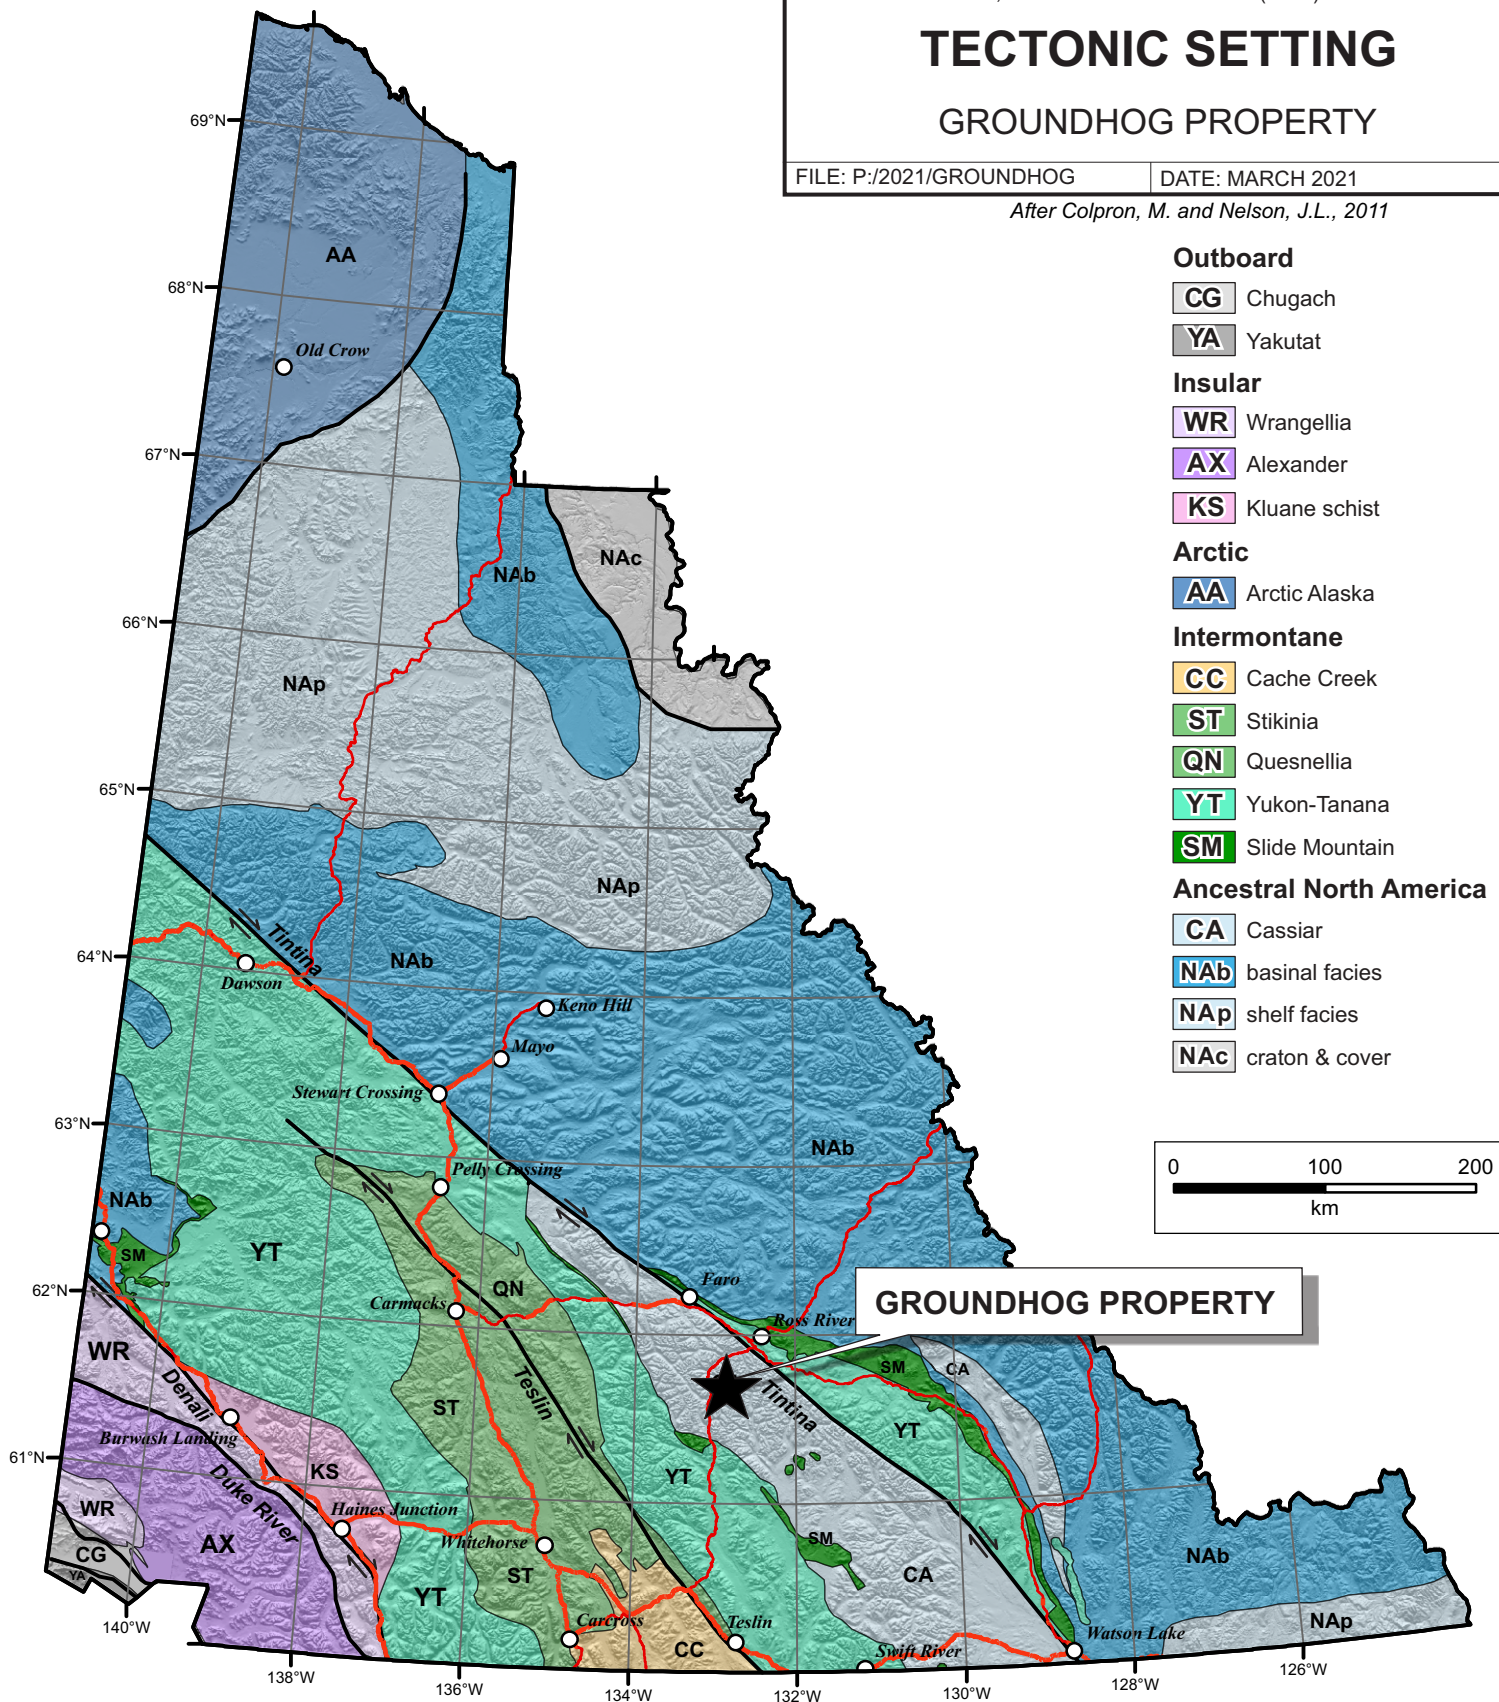 TECTONIC SETTING
GROUNDHOG PROPERTY
FILE: P:/2021/GROUNDHOG
DATE: MARCH 2021
After Colpron, M. and Nelson, J.L., 2011
Outboard
CG Chugach
YA Yakutat
Insular
WR Wrangellia
AX Alexander
KS Kluane schist
Arctic
AA Arctic Alaska
Intermontane
CC Cache Creek
ST Stikinia
QN Quesnellia
YT Yukon-Tanana
SM Slide Mountain
Ancestral North America
CA Cassiar
NAb basinal facies
NAp shelf facies
NAc craton & cover
0 100 200
km
69°N
AA
68°N
Old Crow
67°N
NAc
NAb
66°N
NAp
65°N
NAp
Tintina
64°N
NAb
Dawson
Keno Hill
Mayo
Stewart Crossing
63°N
NAb
Pelly Crossing
NAb
YT
SM
62°N
Faro
QN
Carmacks
GROUNDHOG PROPERTY
Ross River
WR
SM
CA
Denali
Teslin
Tintina
ST
YT
Burwash Landing
61°N
KS
YT
Duke River
WR
Haines Junction
AX
Whitehorse
SM
CG
YA
ST
CA
NAb
YT
140°W
Carcross
Teslin
NAp
CC
Swift River
Watson Lake
138°W
136°W
134°W
132°W
130°W
128°W
126°W